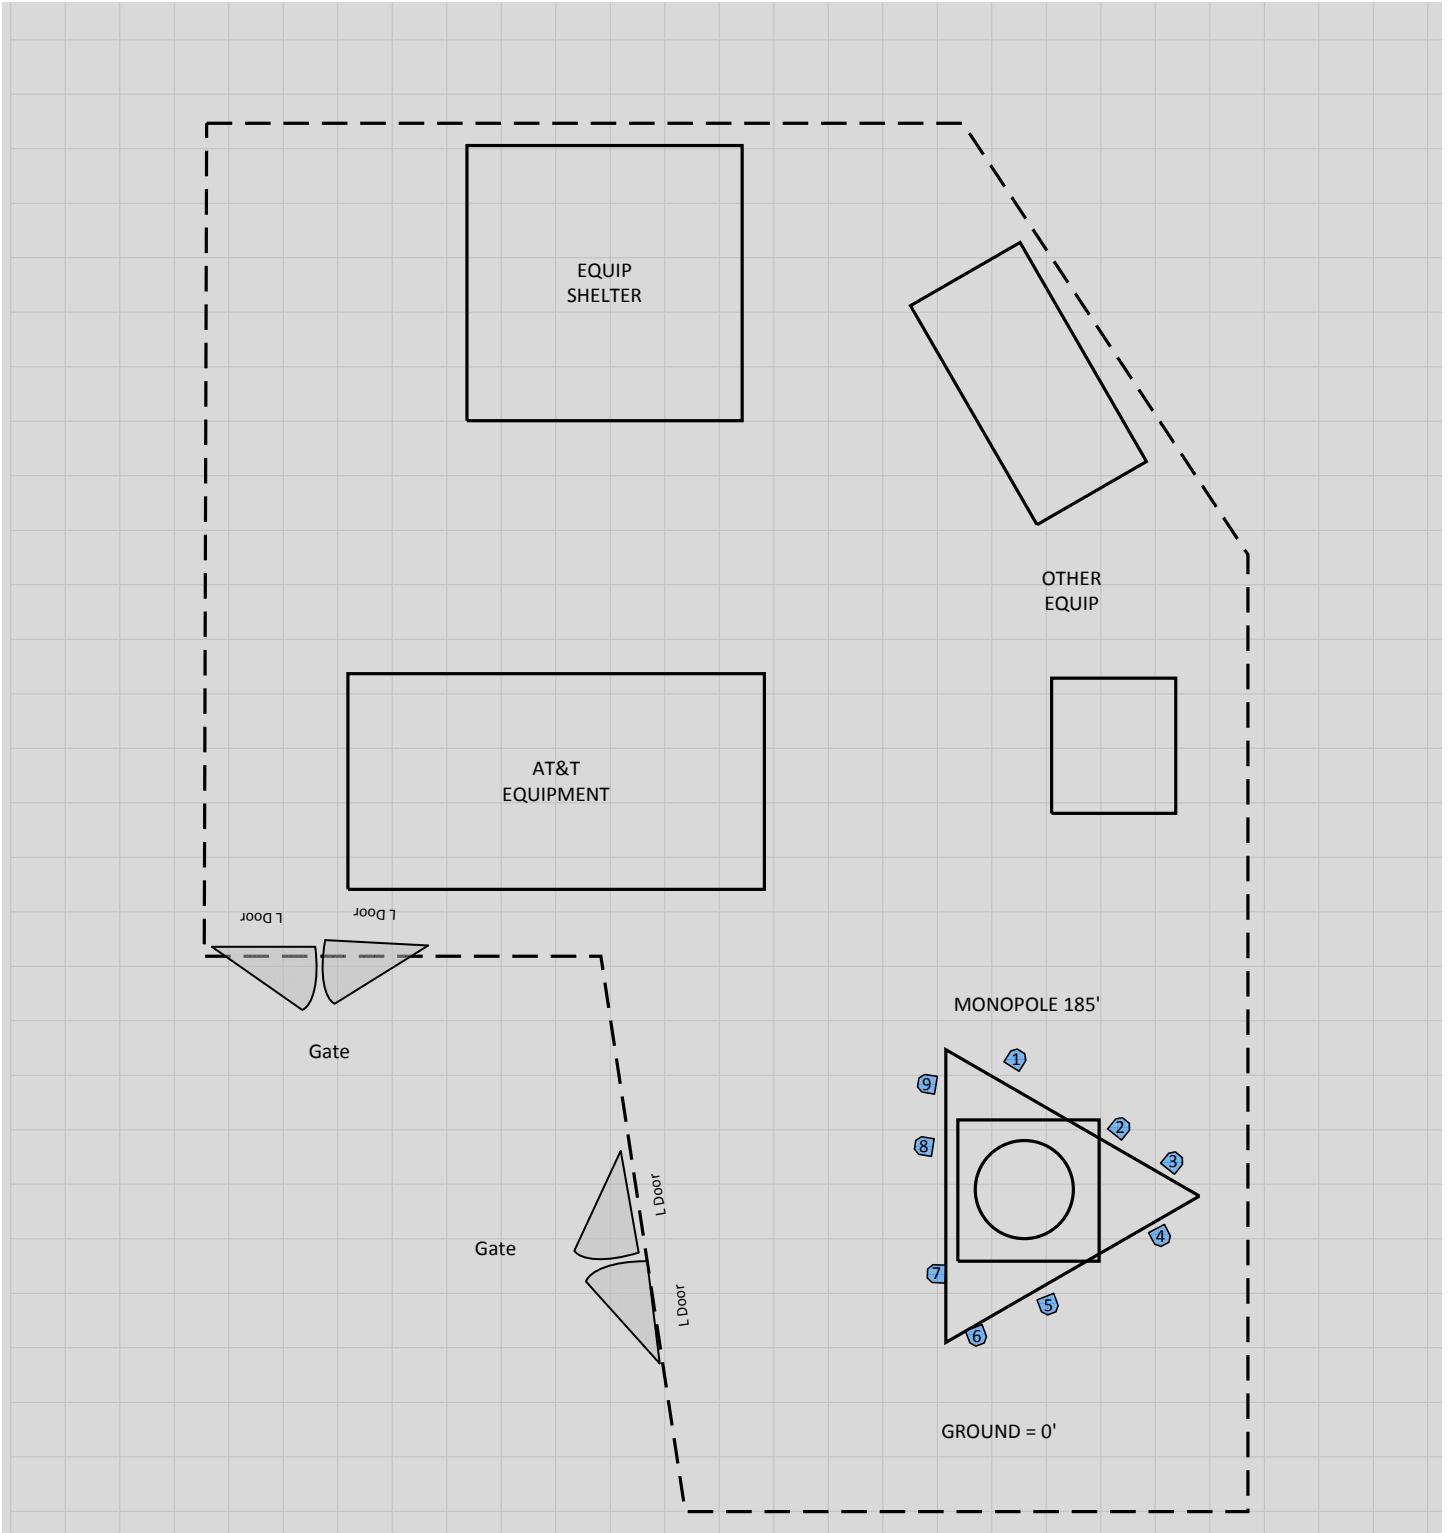 EQUIP
SHELTER
OTHER
EQUIP
AT&T
EQUIPMENT
L Door
L Door
Gate
MONOPOLE 185'
1
9
2
8
3
L Door
4
Gate
7
L Door
5
6
GROUND = 0'